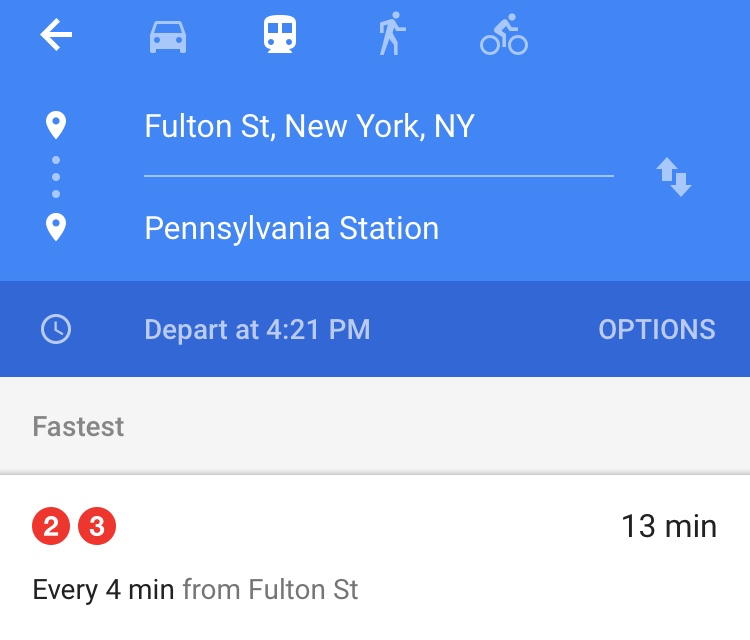 Fulton St, New York, NY
Pennsylvania Station
Depart at 4:21 PM OPTIONS
Fastest
2 3 13 min
Every 4 min from Fulton St